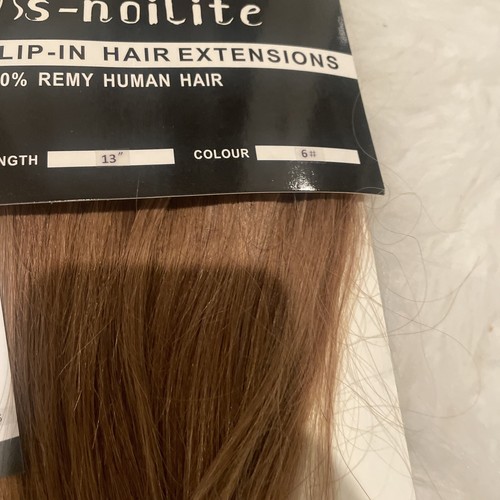 s-noilite
LIP-IN HAIR EXTENSIONS
0% REMY HUMAN HAIR
NGTH 13" COLOUR 6#